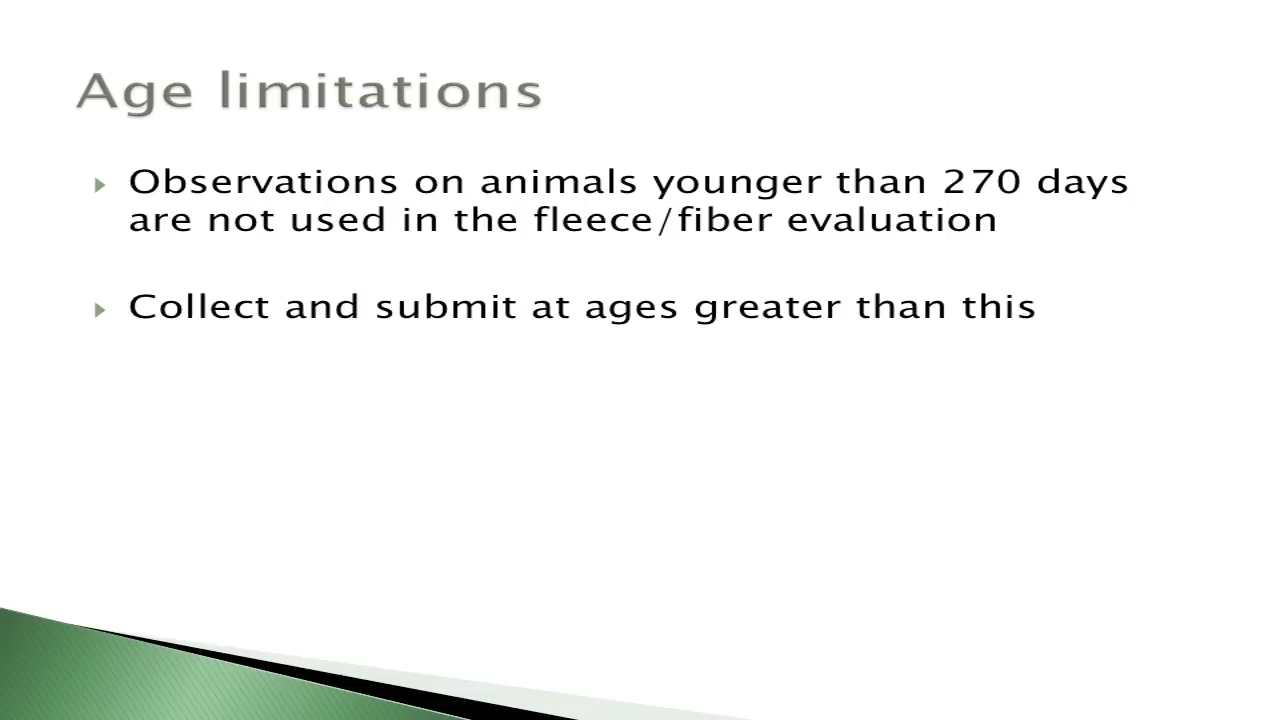 Age limitations
Observations on animals younger than 270 days
are not used in the fleece/fiber evaluation
Collect and submit at ages greater than this